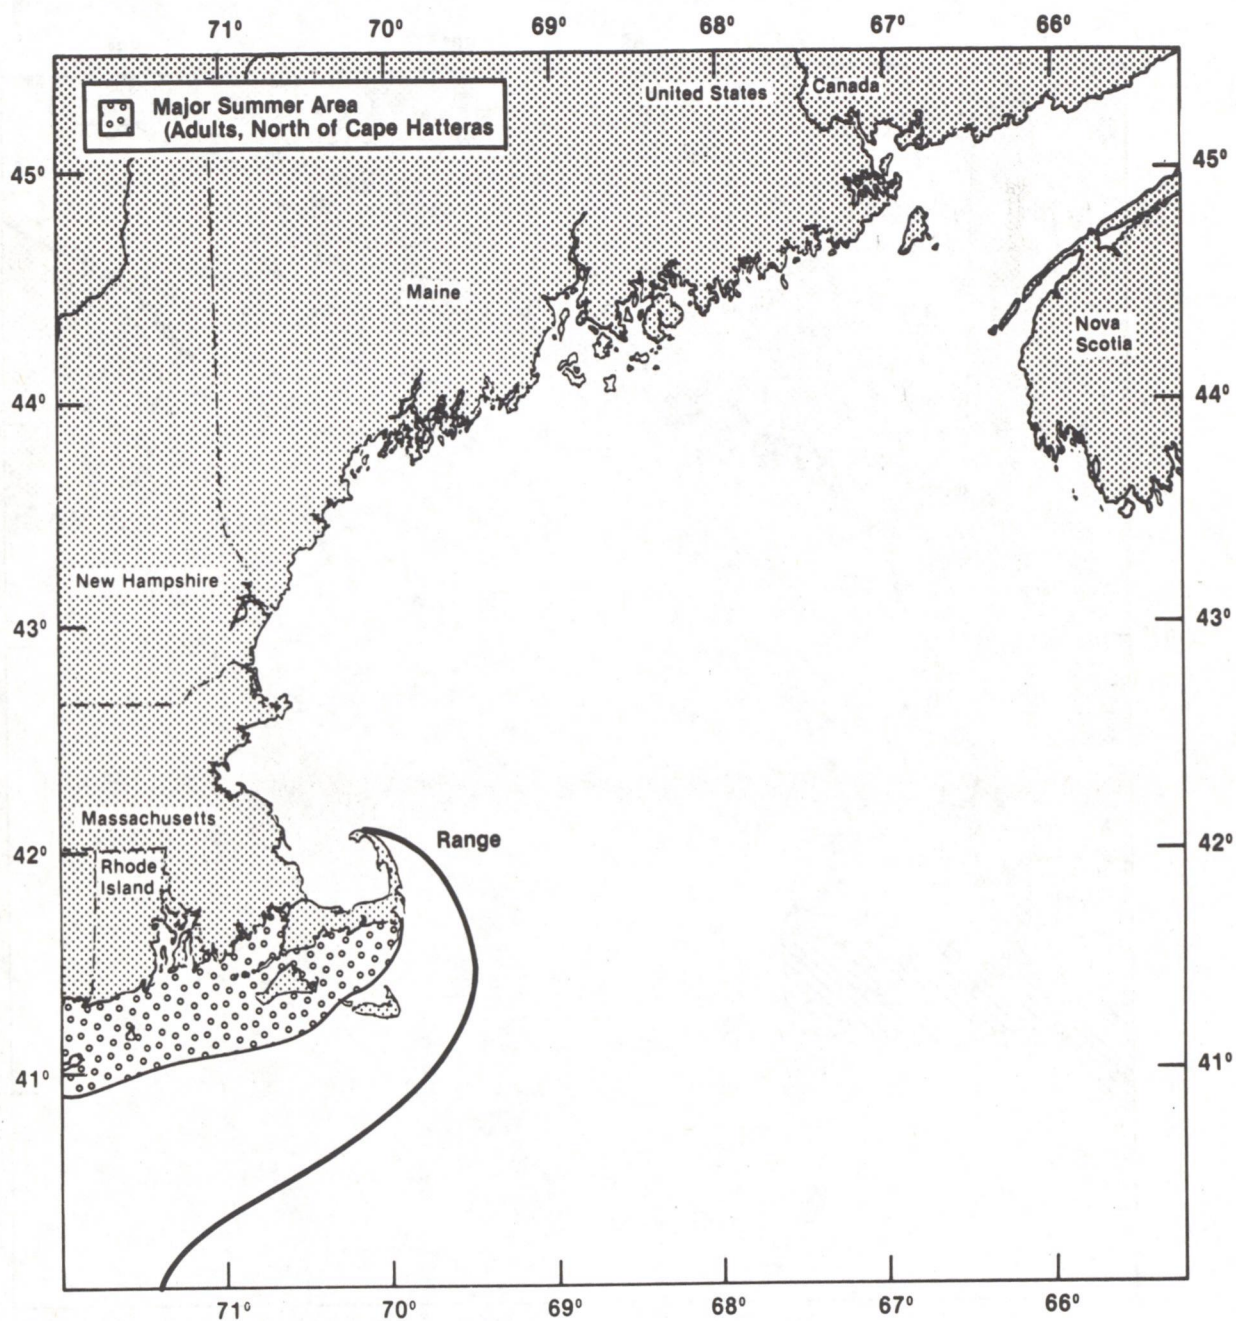 71° 70° 69° 68° 67° 66°
Major Summer Area
(Adults, North of Cape Hatteras
United States
Canada
45° 45°
Maine
Nova
Scotia
44° 44°
New Hampshire
43° 43°
Massachusetts
Range
42° 42°
Rhode
Island
41° 41°
71° 70° 69° 68° 67° 66°